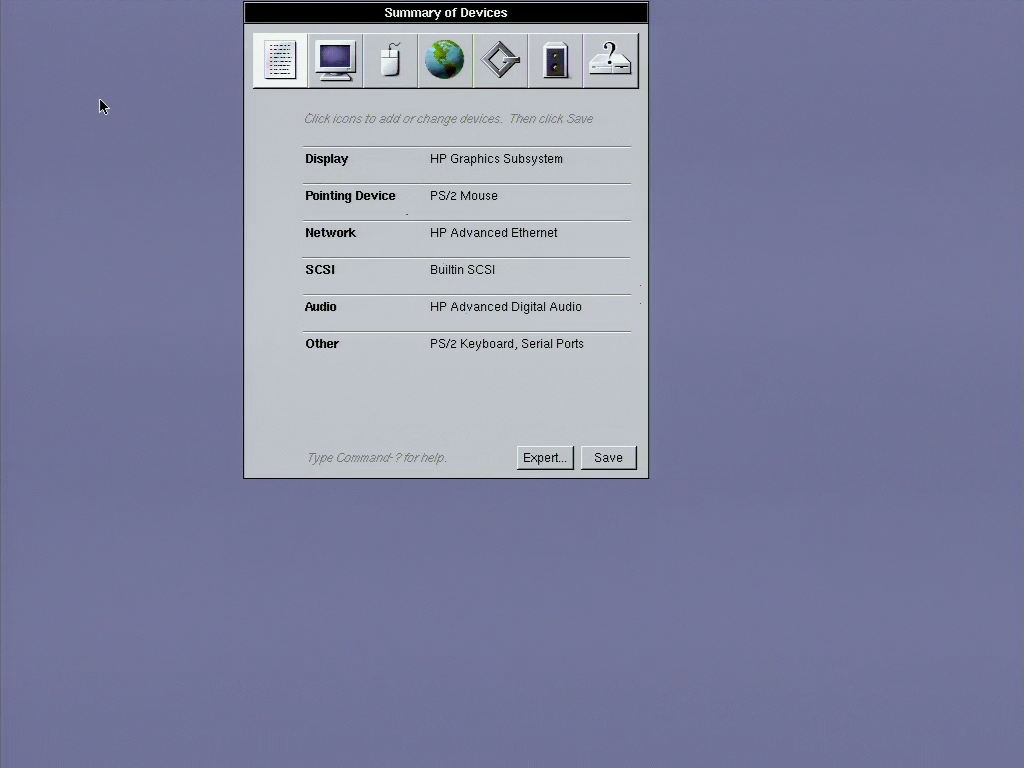 Summary of Devices
Click icons to add or change devices. Then click Save
Display HP Graphics Subsystem
Pointing Device PS/2 Mouse
Network HP Advanced Ethernet
SCSI Builtin SCSI
Audio HP Advanced Digital Audio
Other PS/2 Keyboard, Serial Ports
Type Command-? for help.
Expert... Save